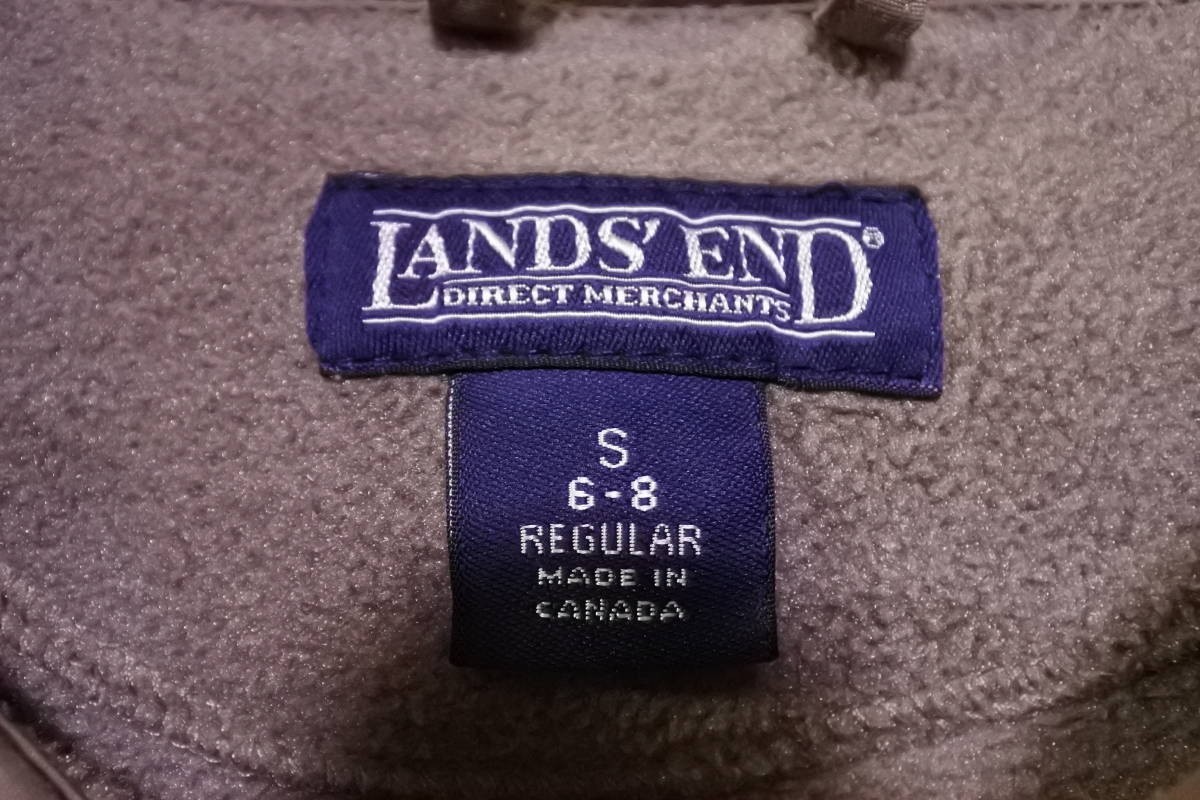 LANDS' END®
DIRECT MERCHANTS
S
6-8
REGULAR
MADE IN
CANADA